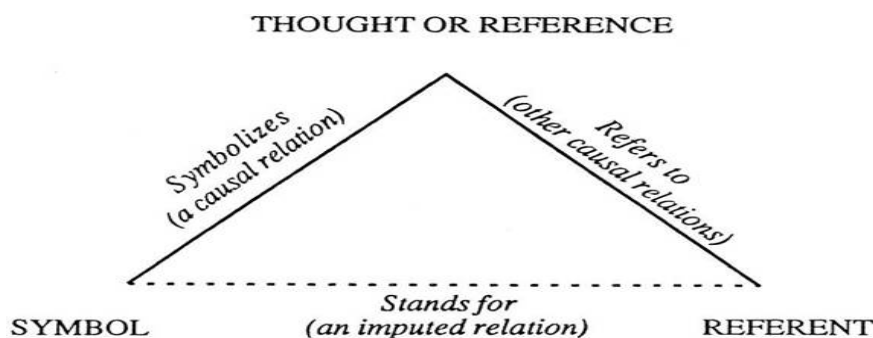 THOUGHT OR REFERENCE
Symbolizes
(a causal relation)
Refers to
(other causal relations)
Stands for
(an imputed relation)
SYMBOL
REFERENT